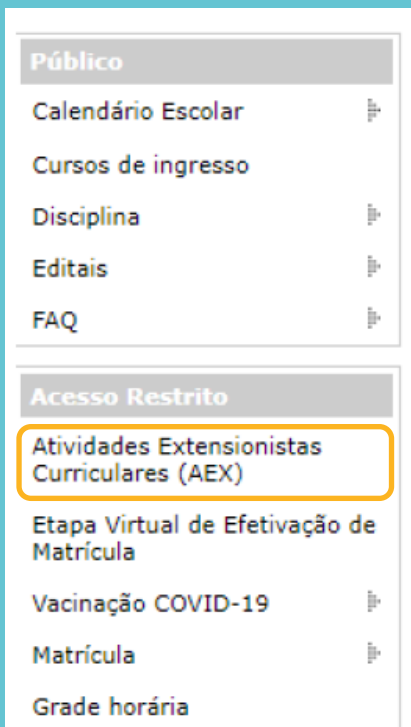 Público
Calendário Escolar
Cursos de ingresso
Disciplina
Editais
FAQ
Acesso Restrito
Atividades Extensionistas
Curriculares (AEX)
Etapa Virtual de Efetivação de
Matrícula
Vacinação COVID-19
Matrícula
Grade horária